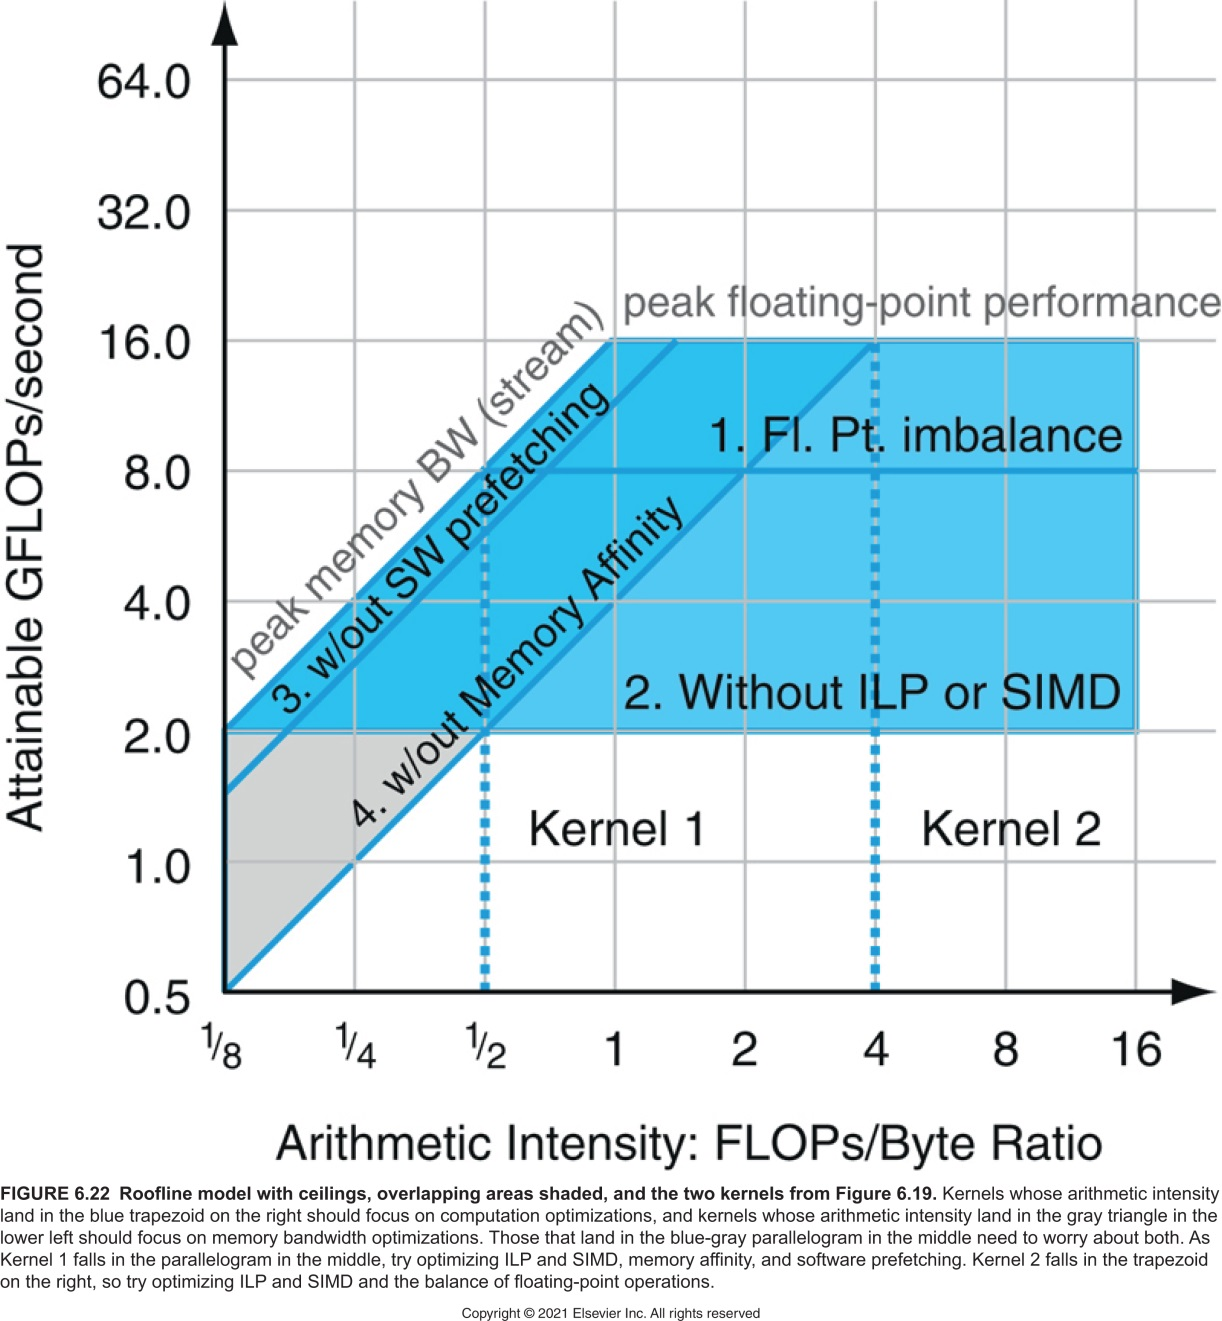 64.0
32.0
16.0
8.0
4.0
2.0
1.0
0.5
Attainable GFLOPs/second
peak memory BW (stream)
peak floating-point performance
3. w/out SW prefetching
4. w/out Memory Affinity
1. Fl. Pt. imbalance
2. Without ILP or SIMD
Kernel 1
Kernel 2
1/8 1/4 1/2 1 2 4 8 16
Arithmetic Intensity: FLOPs/Byte Ratio
FIGURE 6.22 Roofline model with ceilings, overlapping areas shaded, and the two kernels from Figure 6.19. Kernels whose arithmetic intensity
land in the blue trapezoid on the right should focus on computation optimizations, and kernels whose arithmetic intensity land in the gray triangle in the
lower left should focus on memory bandwidth optimizations. Those that land in the blue-gray parallelogram in the middle need to worry about both. As
Kernel 1 falls in the parallelogram in the middle, try optimizing ILP and SIMD, memory affinity, and software prefetching. Kernel 2 falls in the trapezoid
on the right, so try optimizing ILP and SIMD and the balance of floating-point operations.
Copyright © 2021 Elsevier Inc. All rights reserved